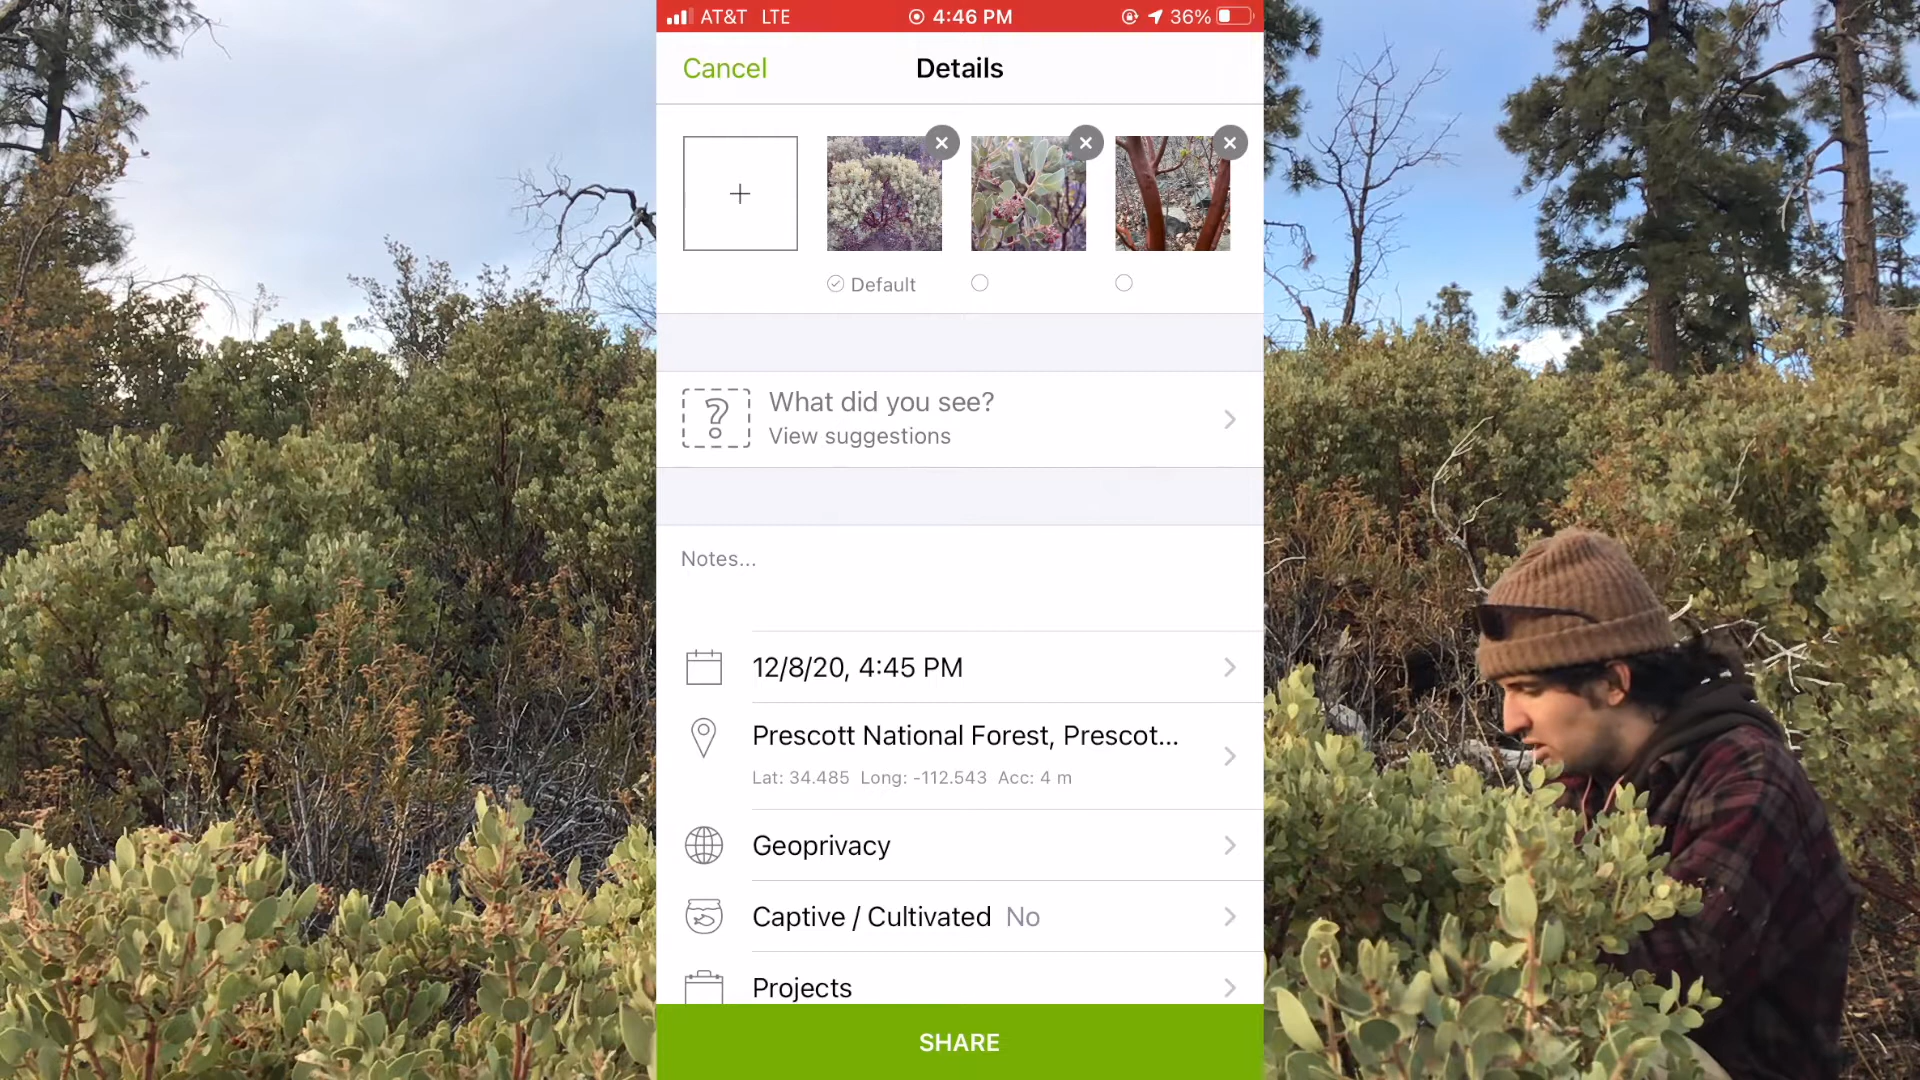 AT&T LTE 4:46 PM 36%
Cancel Details
Default
What did you see?
View suggestions
Notes...
12/8/20, 4:45 PM
Prescott National Forest, Prescot...
Lat: 34.485 Long: -112.543 Acc: 4 m
Geoprivacy
Captive / Cultivated No
Projects
SHARE